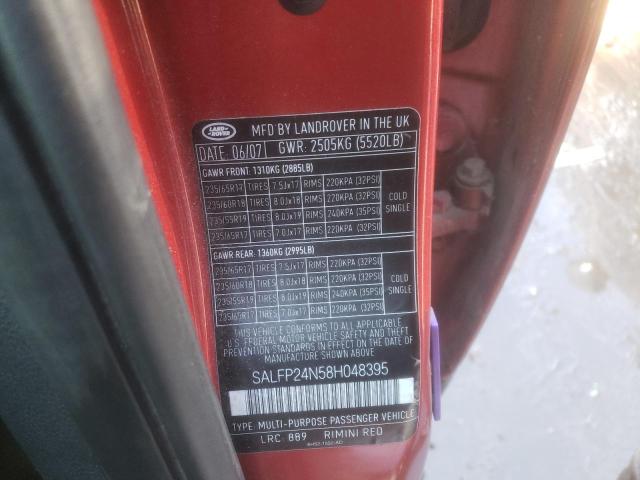 LAND ROVER
MFD BY LANDROVER IN THE UK
DATE 06/07 GWR: 2505KG (5520LB)
GAWR FRONT: 1310KG (2885LB)
235/65R17 TIRES 7.5Jx17 RIMS 220KPA (32PSI)
235/60R18 TIRES 8.0Jx18 RIMS 220KPA (32PSI)
235/55R19 TIRES 8.0Jx19 RIMS 240KPA (35PSI)
235/65R17 TIRES 7.0Jx17 RIMS 220KPA (32PSI)
COLD SINGLE
GAWR REAR: 1360KG (2995LB)
235/65R17 TIRES 7.5Jx17 RIMS 220KPA (32PSI)
235/60R18 TIRES 8.0Jx18 RIMS 220KPA (32PSI)
235/55R19 TIRES 8.0Jx19 RIMS 240KPA (35PSI)
235/65R17 TIRES 7.0Jx17 RIMS 220KPA (32PSI)
COLD SINGLE
THIS VEHICLE CONFORMS TO ALL APPLICABLE
U.S. FEDERAL MOTOR VEHICLE SAFETY AND THEFT
PREVENTION STANDARDS IN EFFECT ON THE DATE OF
MANUFACTURE SHOWN ABOVE
SALFP24N58H048395
TYPE: MULTI-PURPOSE PASSENGER VEHICLE
LRC 889 RIMINI RED